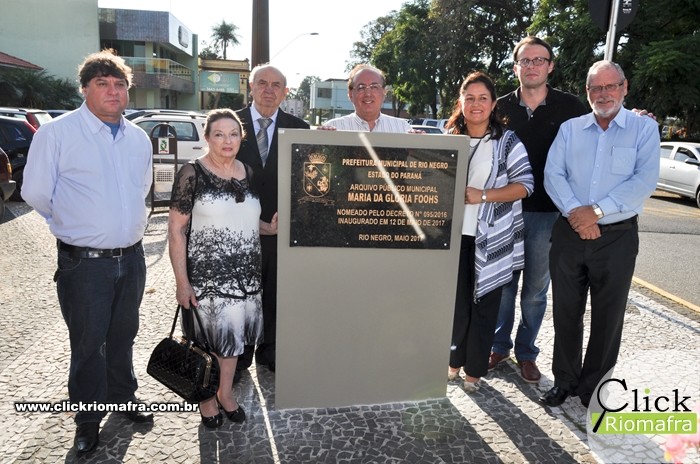 PREFEITURA MUNICIPAL DE RIO NEGRO
ESTADO DO PARANÁ
ARQUIVO PÚBLICO MUNICIPAL
MARIA DA GLÓRIA FOOHS
NOMEADO PELO DECRETO Nº 095/2016
INAUGURADO EM 12 DE MAIO DE 2017
RIO NEGRO, MAIO 2017
www.clickriomafra.com.br
Click
Riomafra